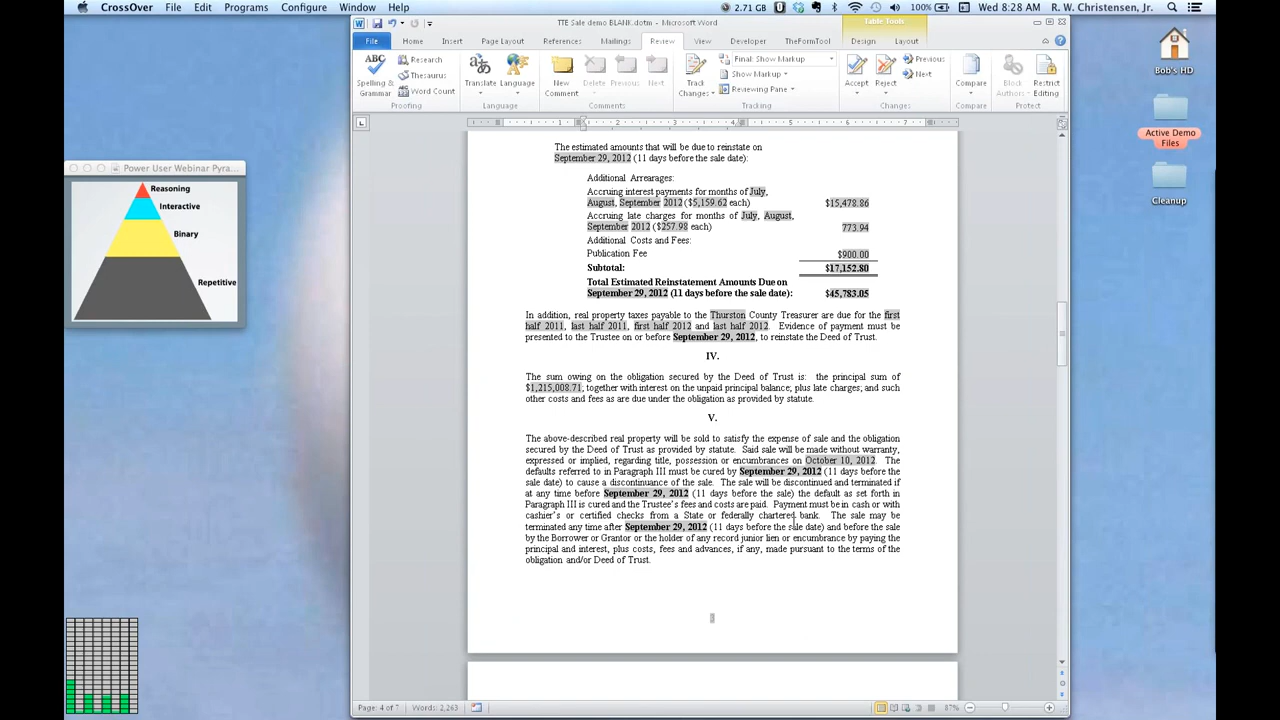 CrossOver File Edit Programs Configure Window Help
2.71 GB 100% Wed 8:28 AM R. W. Christensen, Jr.
TTE Sale demo BLANK.dotm - Microsoft Word
Table Tools
File Home Insert Page Layout References Mailings Review View Developer TheFormTool Design Layout
ABC
Spelling & Grammar
Research
Thesaurus
Word Count
Proofing
Translate Language
Language
New Comment
Delete Previous Next
Comments
Track Changes
Final: Show Markup
Show Markup
Reviewing Pane
Tracking
Accept Reject
Previous
Next
Changes
Compare
Compare
Block Authors
Restrict Editing
Protect
Bob's HD
Active Demo Files
Cleanup
Power User Webinar Pyra...
Reasoning
Interactive
Binary
Repetitive
1 2 3 4 5 6 7
The estimated amounts that will be due to reinstate on
September 29, 2012 (11 days before the sale date):
Additional Arrearages:
Accruing interest payments for months of July,
August, September 2012 ($5,159.62 each) $15,478.86
Accruing late charges for months of July, August,
September 2012 ($257.98 each) 773.94
Additional Costs and Fees:
Publication Fee $900.00
Subtotal: $17,152.80
Total Estimated Reinstatement Amounts Due on
September 29, 2012 (11 days before the sale date): $45,783.05
In addition, real property taxes payable to the Thurston County Treasurer are due for the first
half 2011, last half 2011, first half 2012 and last half 2012. Evidence of payment must be
presented to the Trustee on or before September 29, 2012, to reinstate the Deed of Trust.
IV.
The sum owing on the obligation secured by the Deed of Trust is: the principal sum of
$1,215,008.71, together with interest on the unpaid principal balance; plus late charges; and such
other costs and fees as are due under the obligation as provided by statute.
V.
The above-described real property will be sold to satisfy the expense of sale and the obligation
secured by the Deed of Trust as provided by statute. Said sale will be made without warranty,
expressed or implied, regarding title, possession or encumbrances on October 10, 2012. The
defaults referred to in Paragraph III must be cured by September 29, 2012 (11 days before the
sale date) to cause a discontinuance of the sale. The sale will be discontinued and terminated if
at any time before September 29, 2012 (11 days before the sale) the default as set forth in
Paragraph III is cured and the Trustee's fees and costs are paid. Payment must be in cash or with
cashier's or certified checks from a State or federally chartered bank. The sale may be
terminated any time after September 29, 2012 (11 days before the sale date) and before the sale
by the Borrower or Grantor or the holder of any record junior lien or encumbrance by paying the
principal and interest, plus costs, fees and advances, if any, made pursuant to the terms of the
obligation and/or Deed of Trust.
Page: 4 of 7 Words: 2,263 87%